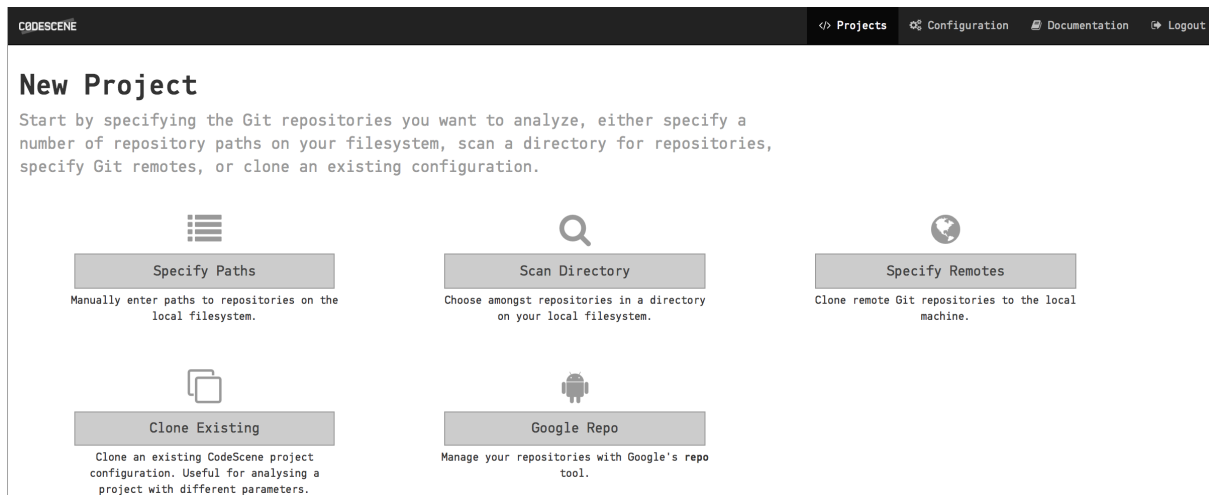 CØDESCENE
</> Projects Configuration Documentation Logout
New Project
Start by specifying the Git repositories you want to analyze, either specify a
number of repository paths on your filesystem, scan a directory for repositories,
specify Git remotes, or clone an existing configuration.
Specify Paths
Manually enter paths to repositories on the
local filesystem.
Scan Directory
Choose amongst repositories in a directory
on your local filesystem.
Specify Remotes
Clone remote Git repositories to the local
machine.
Clone Existing
Clone an existing CodeScene project
configuration. Useful for analysing a
project with different parameters.
Google Repo
Manage your repositories with Google's repo
tool.